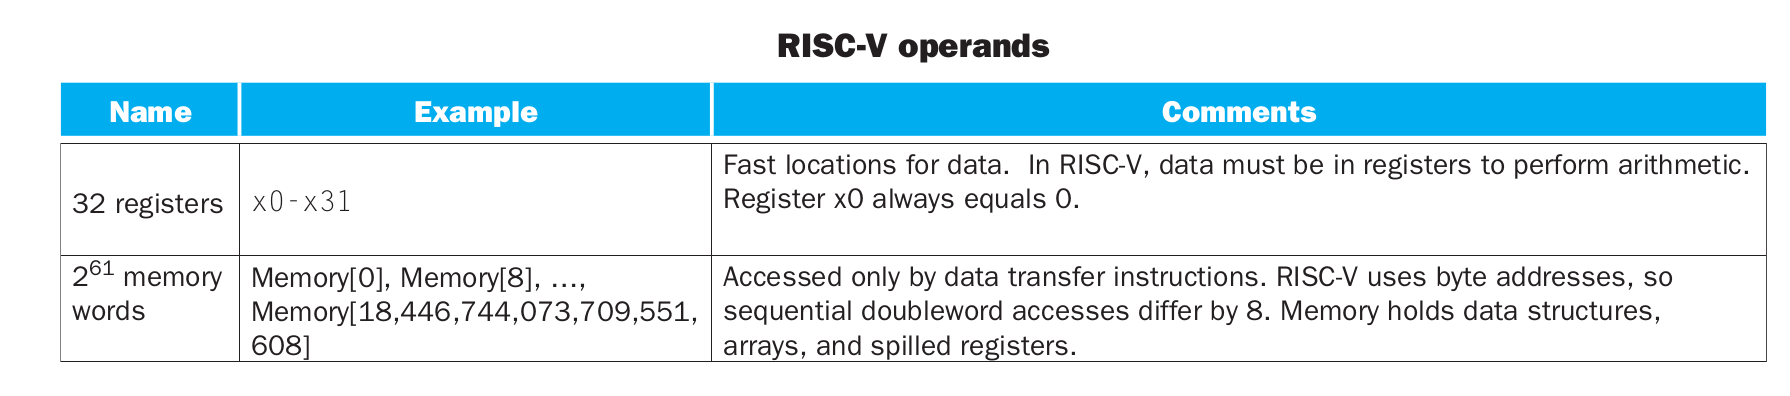 RISC-V operands
Name Example Comments
32 registers
x0-x31
Fast locations for data.  In RISC-V, data must be in registers to perform arithmetic.
Register x0 always equals 0.
2^61 memory
words
Memory[0], Memory[8], …,
Memory[18,446,744,073,709,551,
608]
Accessed only by data transfer instructions. RISC-V uses byte addresses, so
sequential doubleword accesses differ by 8. Memory holds data structures,
arrays, and spilled registers.